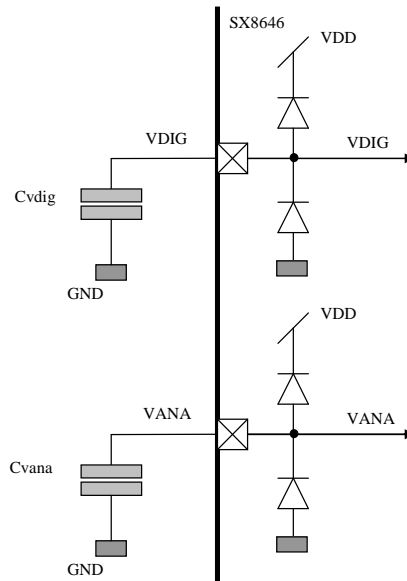 SX8646
VDD
VDIG
VDIG
Cvdig
GND
VDD
VANA
VANA
Cvana
GND